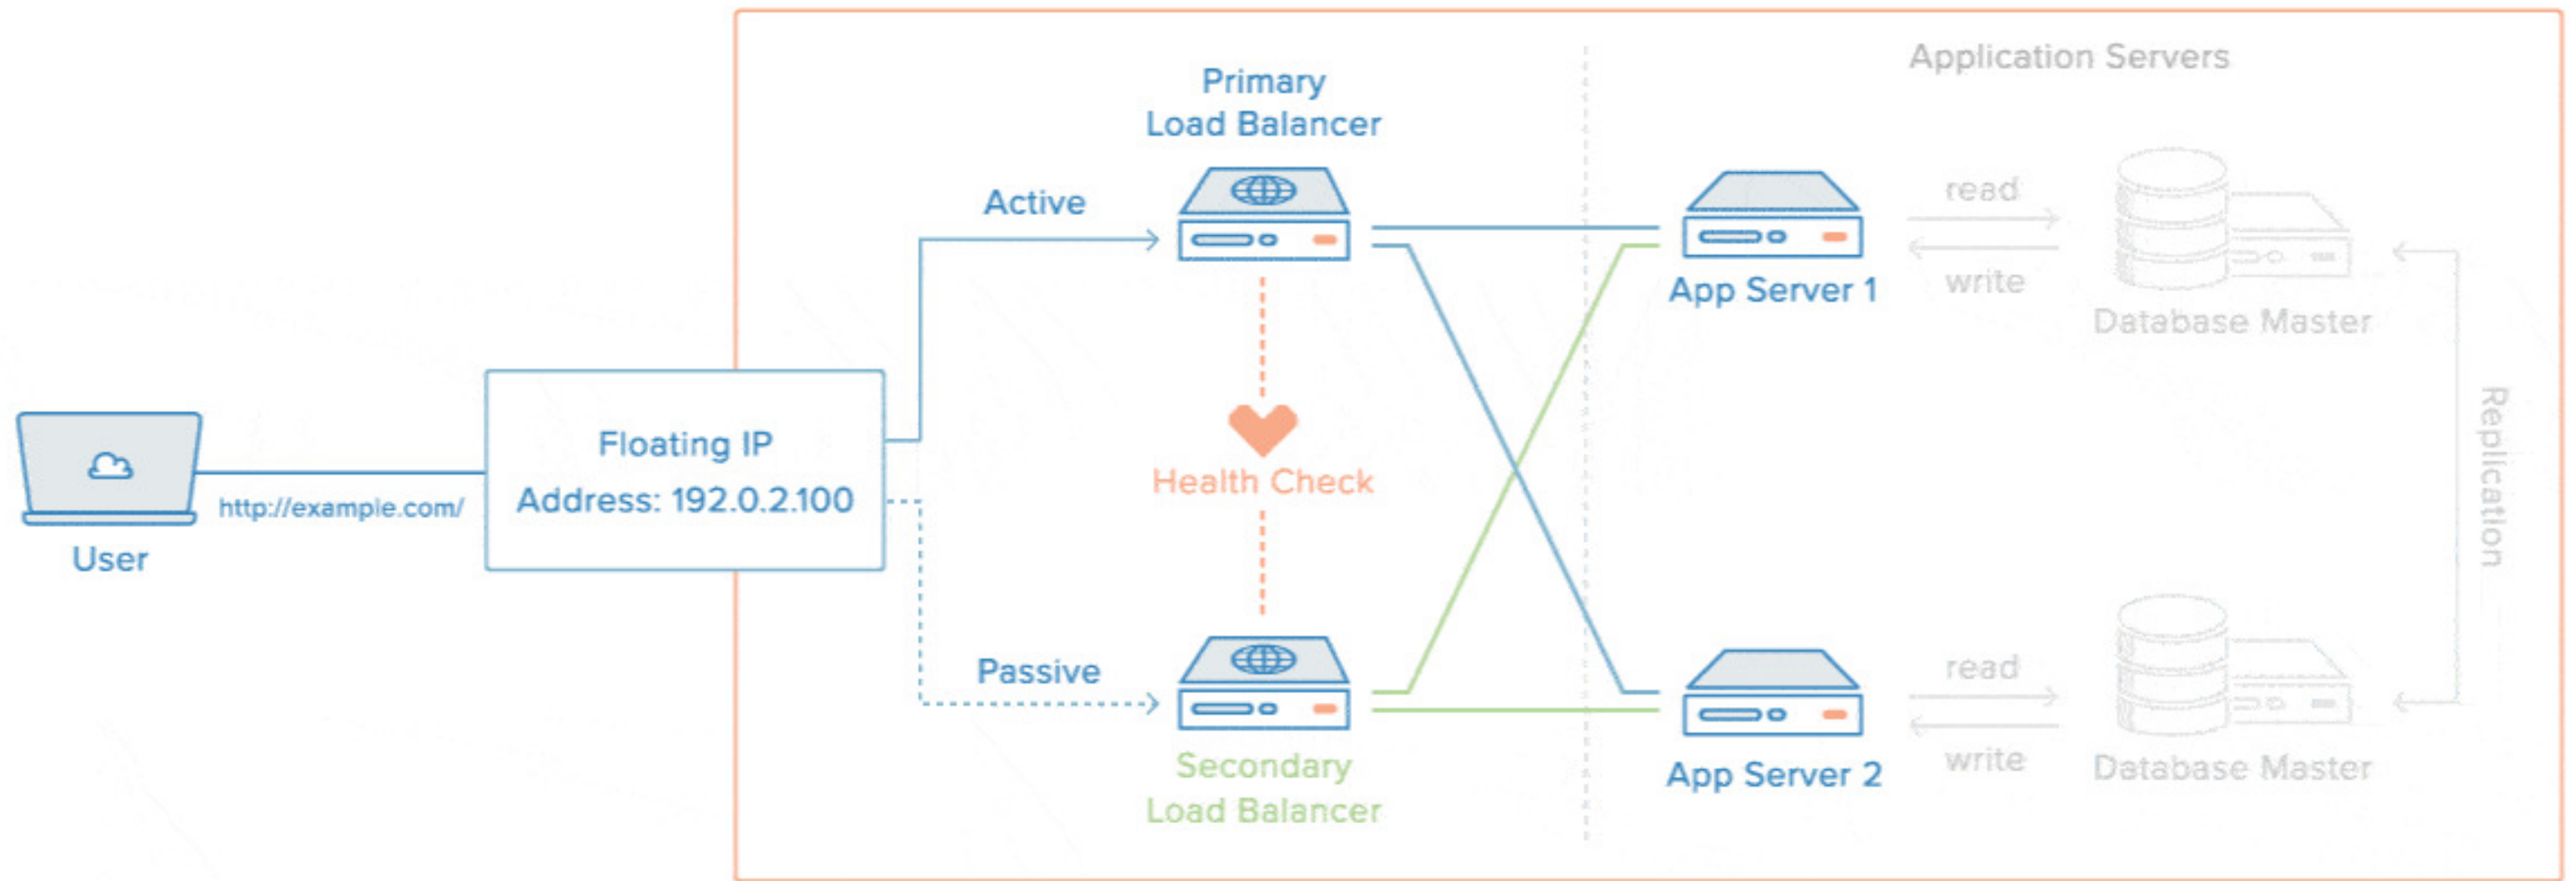 Application Servers
Primary
Load Balancer
Active
read
write
App Server 1
Database Master
Floating IP
Address: 192.0.2.100
http://example.com/
User
Health Check
Replication
Passive
read
write
Secondary
Load Balancer
App Server 2
Database Master